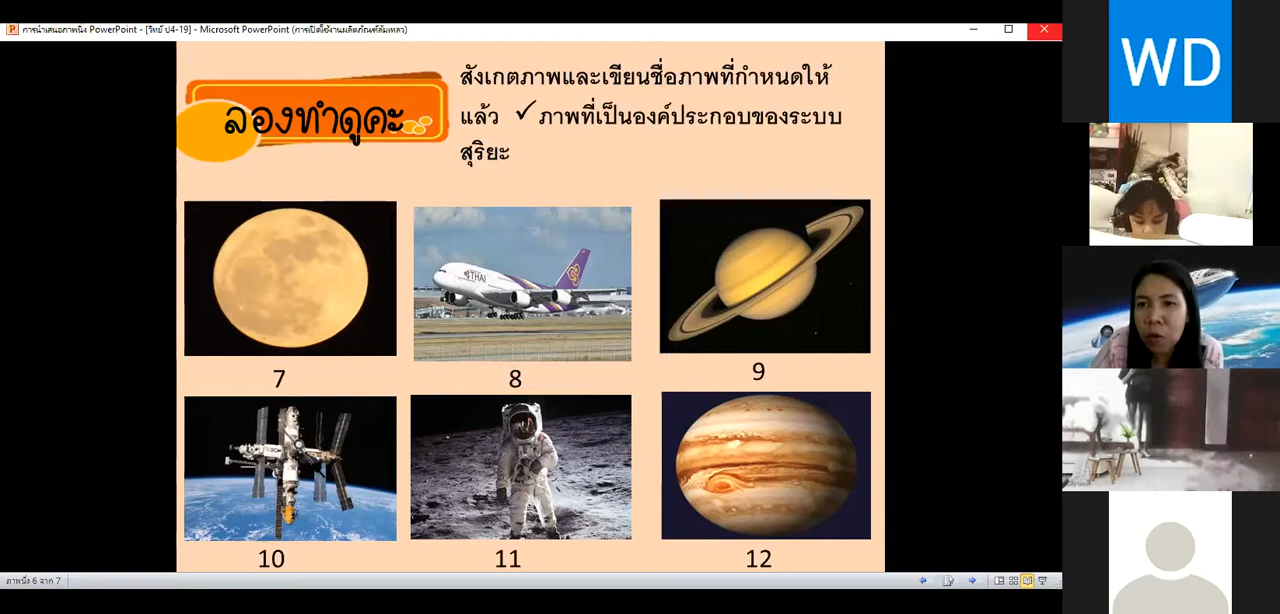 การนำเสนอภาพนิ่ง PowerPoint - [วิทย์ ป4-19] - Microsoft PowerPoint (การเปิดใช้งานผลิตภัณฑ์ล้มเหลว)
WD
ลองทำดูคะ
สังเกตภาพและเขียนชื่อภาพที่กำหนดให้
แล้ว ✓ ภาพที่เป็นองค์ประกอบของระบบ
สุริยะ
THAI
7
8
9
10
11
12
ภาพนิ่ง 6 จาก 7